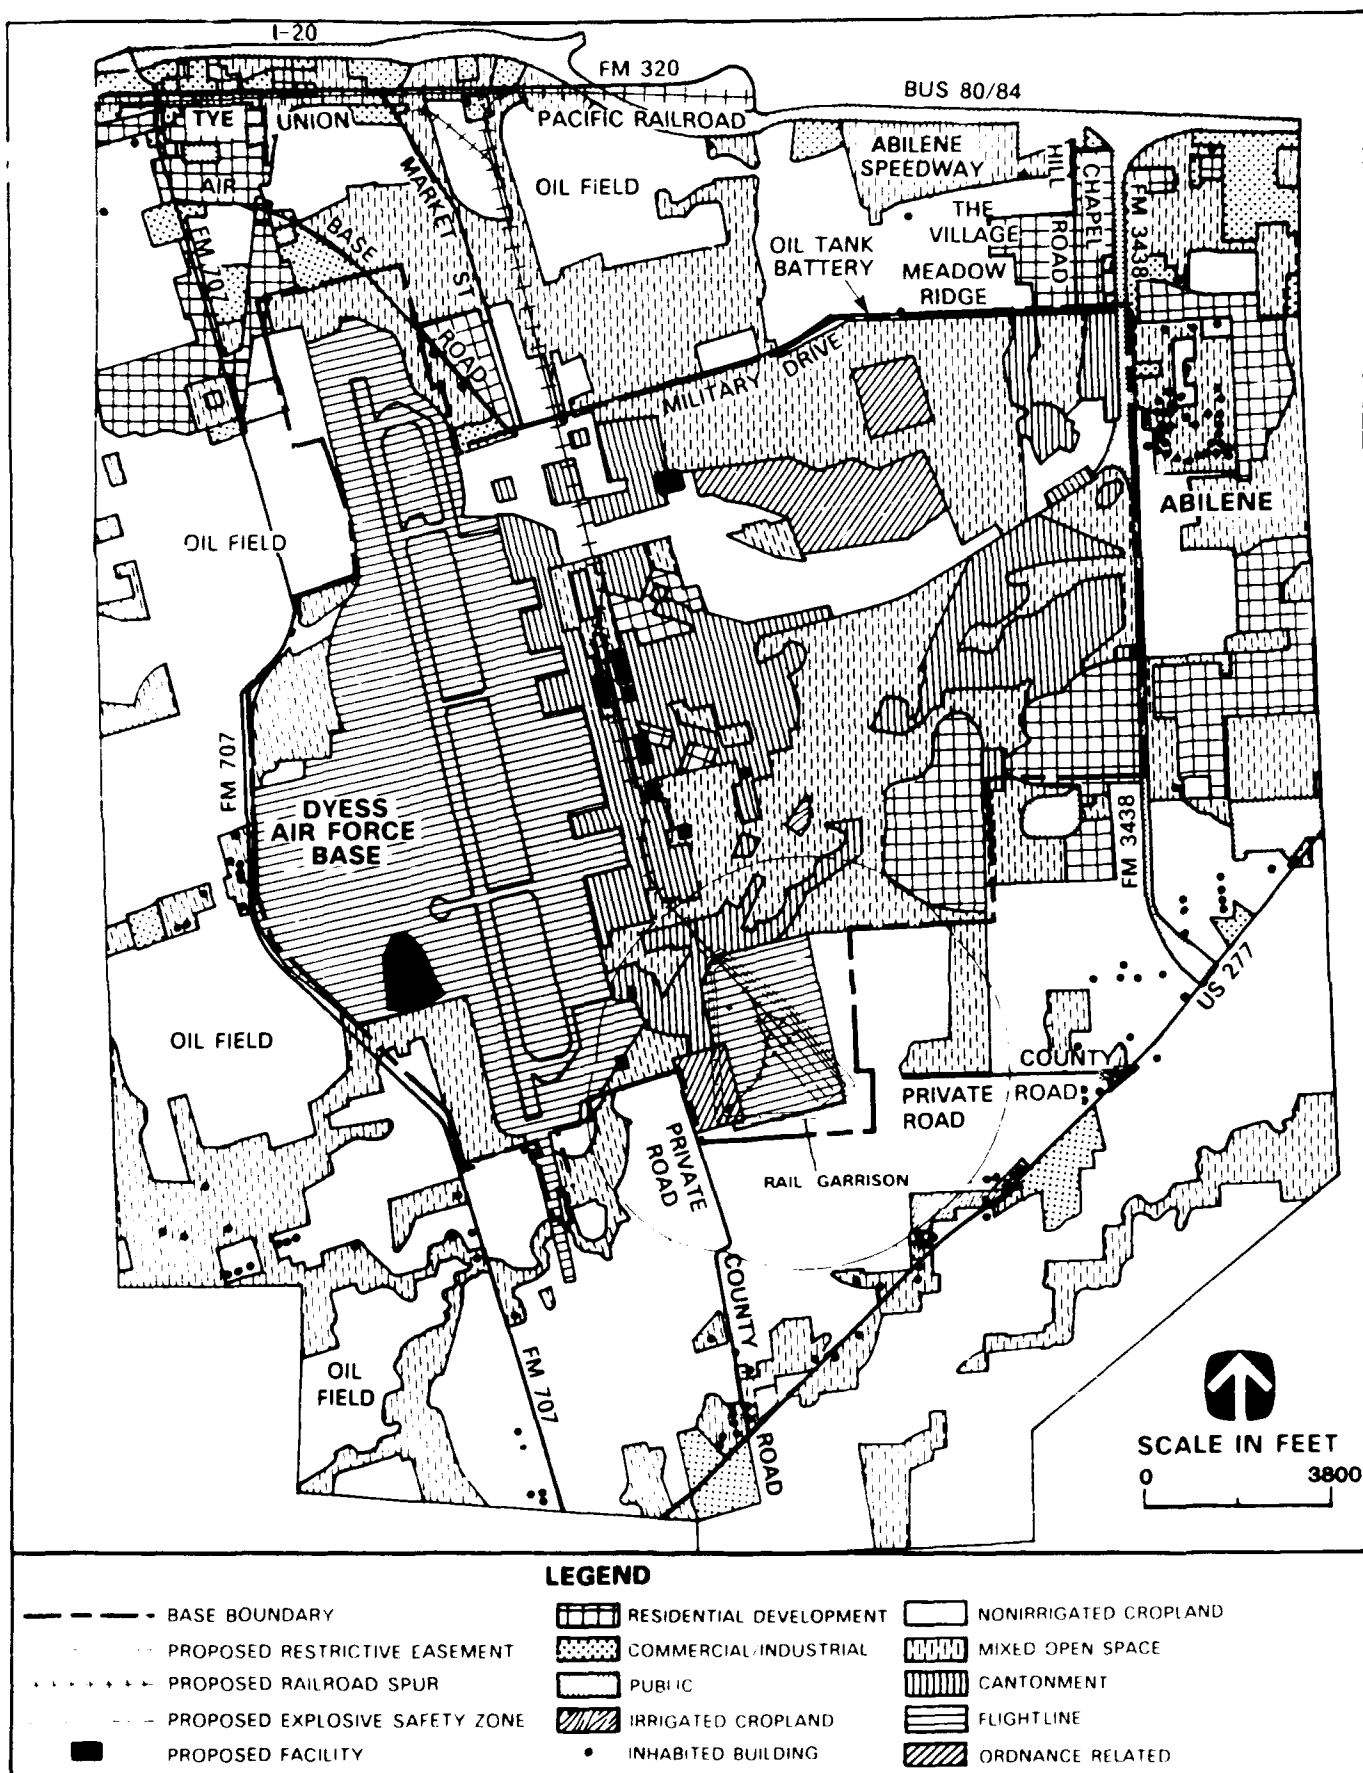 I-20
FM 320
BUS 80/84
TYE
UNION
PACIFIC RAILROAD
ABILENE
SPEEDWAY
HILL
CHAPEL
ROAD
FM 3438
AIR
BASE
ROAD
MARKET ST
OIL FIELD
THE
VILLAGE
OIL TANK
BATTERY
MEADOW
RIDGE
FM 707
MILITARY DRIVE
ABILENE
OIL FIELD
FM 707
DYESS
AIR FORCE
BASE
FM 3438
US 277
OIL FIELD
COUNTY
ROAD
PRIVATE
ROAD
PRIVATE
ROAD
RAIL GARRISON
COUNTY
ROAD
OIL
FIELD
FM 707
SCALE IN FEET
0 3800
LEGEND
BASE BOUNDARY
PROPOSED RESTRICTIVE EASEMENT
PROPOSED RAILROAD SPUR
PROPOSED EXPLOSIVE SAFETY ZONE
PROPOSED FACILITY
RESIDENTIAL DEVELOPMENT
COMMERCIAL/INDUSTRIAL
PUBLIC
IRRIGATED CROPLAND
INHABITED BUILDING
NONIRRIGATED CROPLAND
MIXED OPEN SPACE
CANTONMENT
FLIGHTLINE
ORDNANCE RELATED